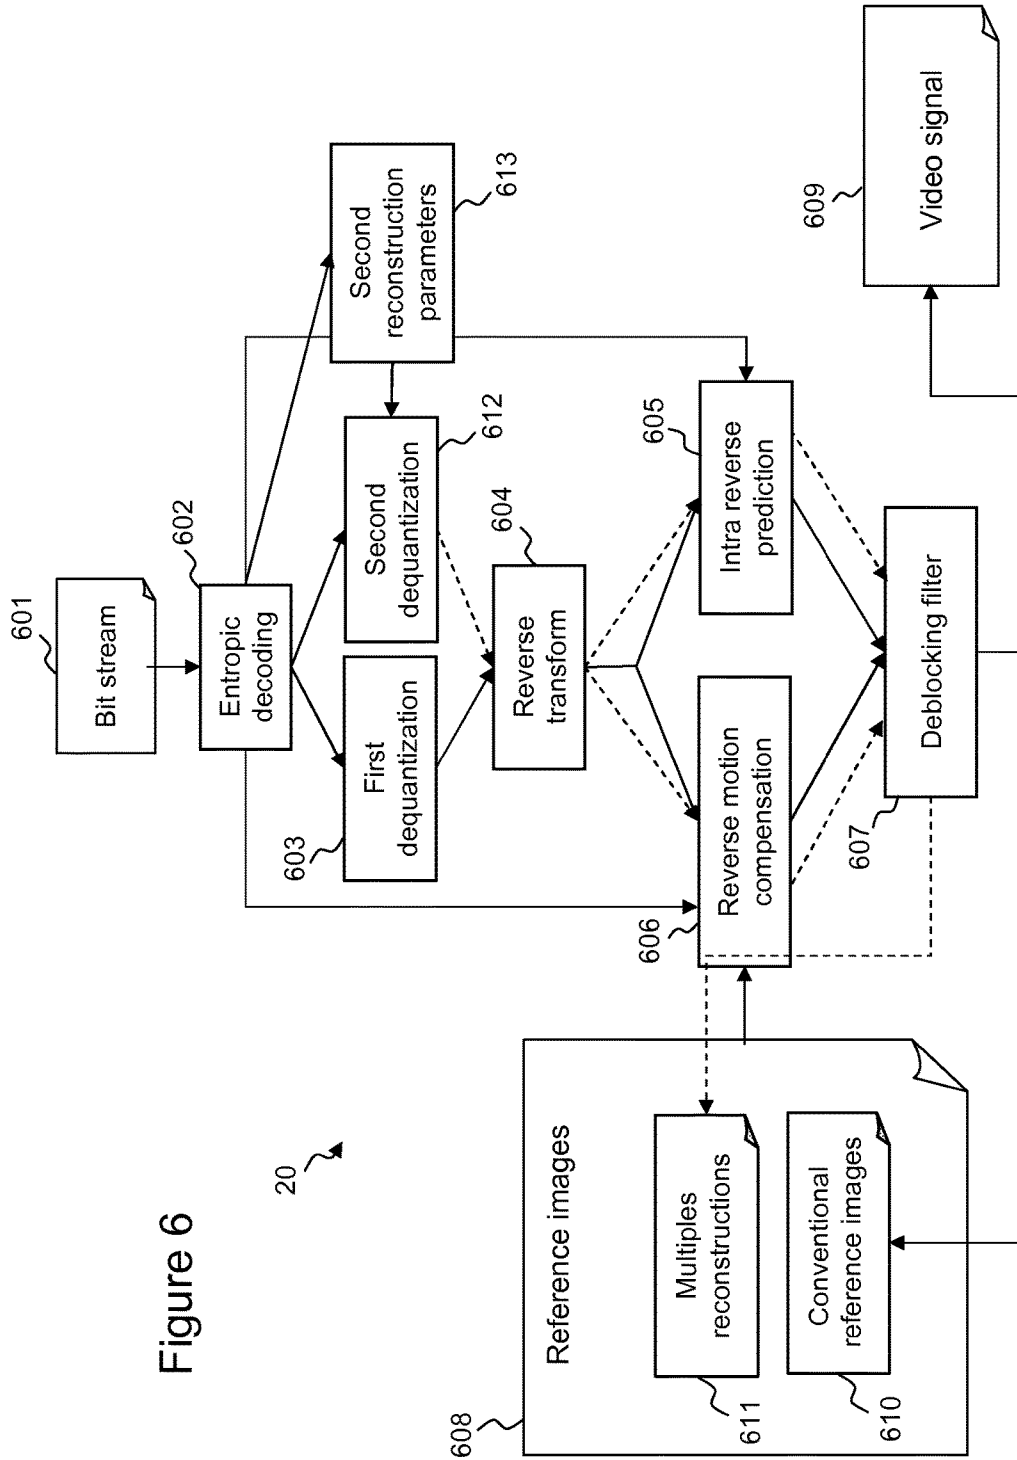 Figure 6
20
601
Bit stream
602
Entropic
decoding
603
First
dequantization
612
Second
dequantization
613
Second
reconstruction
parameters
604
Reverse
transform
606
Reverse motion
compensation
605
Intra reverse
prediction
607
Deblocking filter
609
Video signal
608
Reference images
611
Multiples
reconstructions
610
Conventional
reference images